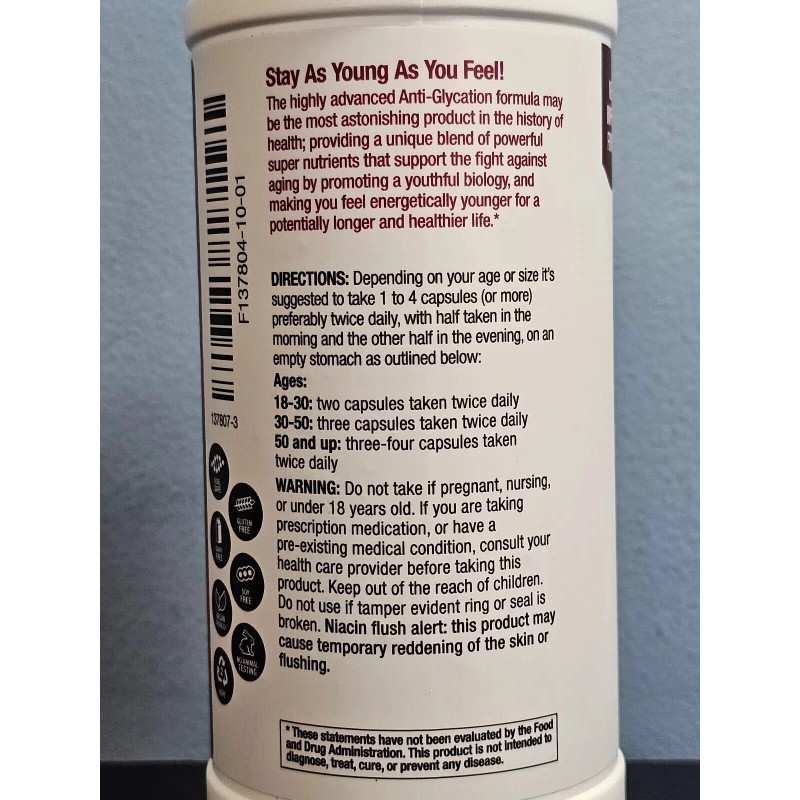 Stay As Young As You Feel!
The highly advanced Anti-Glycation formula may
be the most astonishing product in the history of
health; providing a unique blend of powerful
super nutrients that support the fight against
aging by promoting a youthful biology, and
making you feel energetically younger for a
potentially longer and healthier life.*
DIRECTIONS: Depending on your age or size it's
suggested to take 1 to 4 capsules (or more)
preferably twice daily, with half taken in the
morning and the other half in the evening, on an
empty stomach as outlined below:
Ages:
18-30: two capsules taken twice daily
30-50: three capsules taken twice daily
50 and up: three-four capsules taken
twice daily
WARNING: Do not take if pregnant, nursing,
or under 18 years old. If you are taking
prescription medication, or have a
pre-existing medical condition, consult your
health care provider before taking this
product. Keep out of the reach of children.
Do not use if tamper evident ring or seal is
broken. Niacin flush alert: this product may
cause temporary reddening of the skin or
flushing.
* These statements have not been evaluated by the Food
and Drug Administration. This product is not intended to
diagnose, treat, cure, or prevent any disease.
F137804-10-01
137807-3
GLUTEN
FREE
SOY
FREE
NO ANIMAL
TESTING